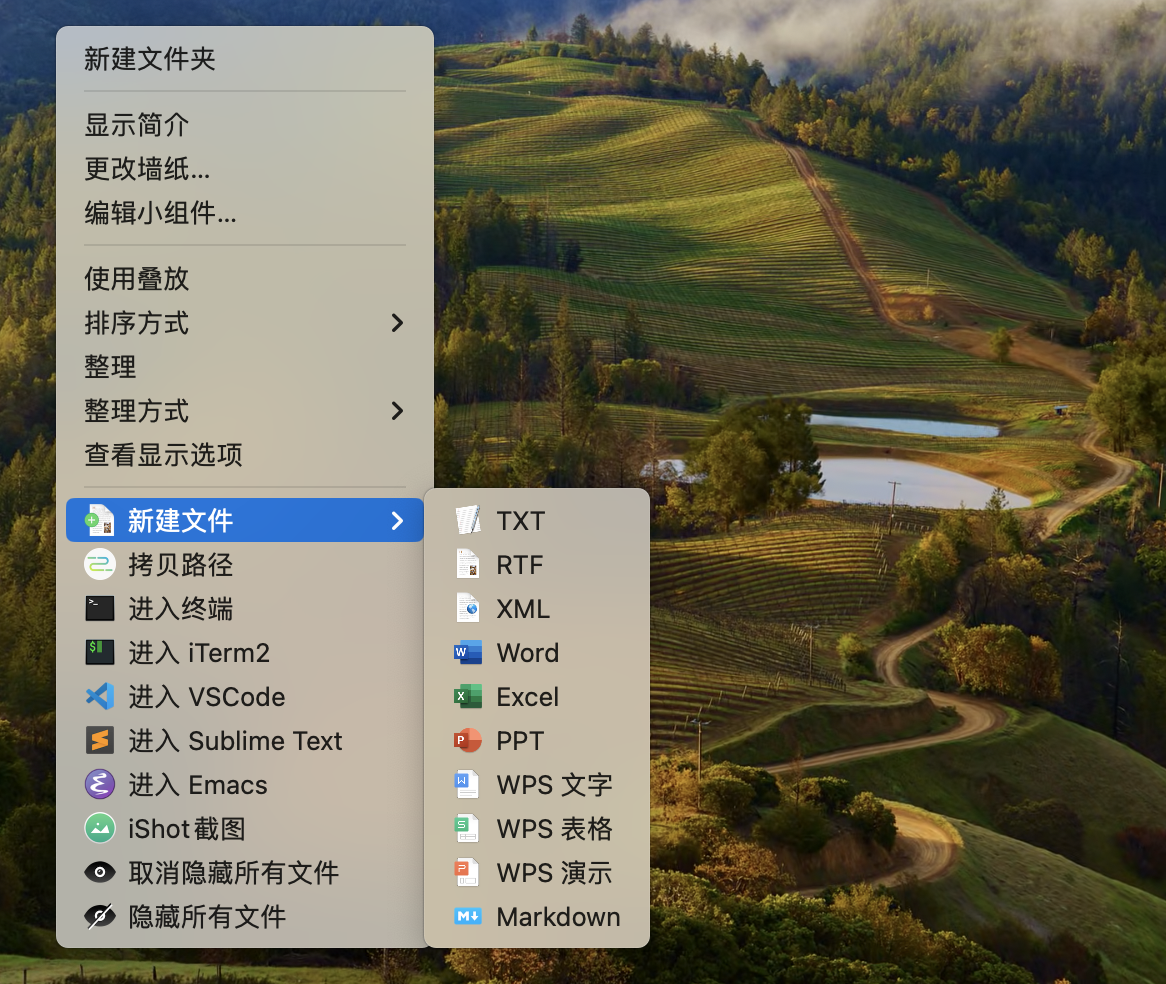 新建文件夹
显示简介
更改墙纸...
编辑小组件...
使用叠放
排序方式
整理
整理方式
查看显示选项
新建文件
拷贝路径
进入终端
进入 iTerm2
进入 VSCode
进入 Sublime Text
进入 Emacs
iShot截图
取消隐藏所有文件
隐藏所有文件
TXT
RTF
XML
Word
Excel
PPT
WPS 文字
WPS 表格
WPS 演示
Markdown